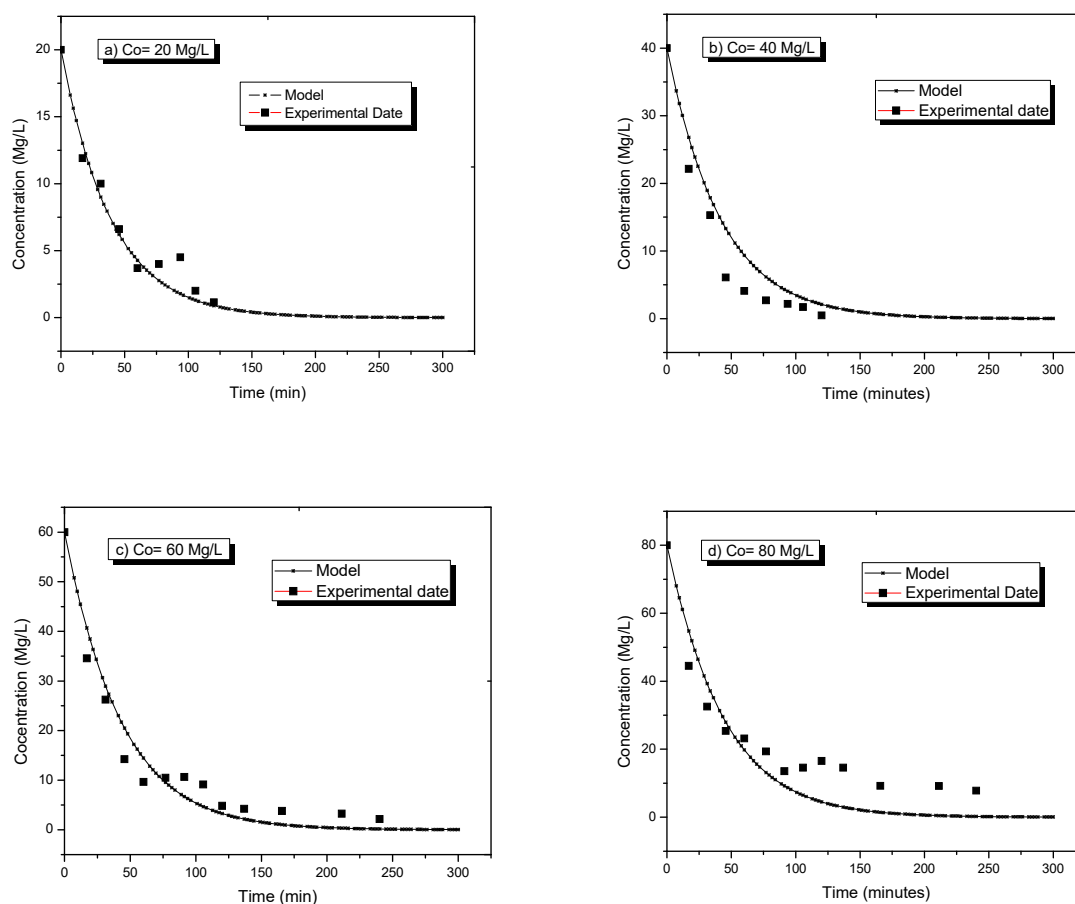 a) Co= 20 Mg/L
Model
Experimental Date
20
15
10
5
0
0 50 100 150 200 250 300
Concentration (Mg/L)
Time (min)
b) Co= 40 Mg/L
Model
Experimental date
40
30
20
10
0
0 50 100 150 200 250 300
Concentration (Mg/L)
Time (minutes)
c) Co= 60 Mg/L
Model
Experimental date
60
50
40
30
20
10
0
0 50 100 150 200 250 300
Cocentration (Mg/L)
Time (min)
d) Co= 80 Mg/L
Model
Experimental Date
80
60
40
20
0
0 50 100 150 200 250 300
Concentration (Mg/L)
Time (minutes)